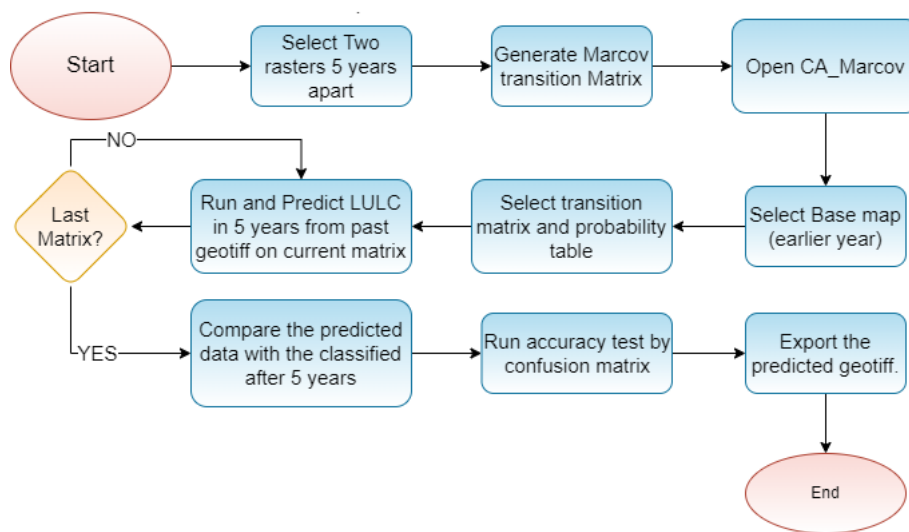 Start
Select Two
rasters 5 years
apart
Generate Marcov
transition Matrix
Open CA_Marcov
Select Base map
(earlier year)
Select transition
matrix and probability
table
Run and Predict LULC
in 5 years from past
geotiff on current matrix
Last
Matrix?
NO
YES
Compare the predicted
data with the classified
after 5 years
Run accuracy test by
confusion matrix
Export the
predicted geotiff.
End